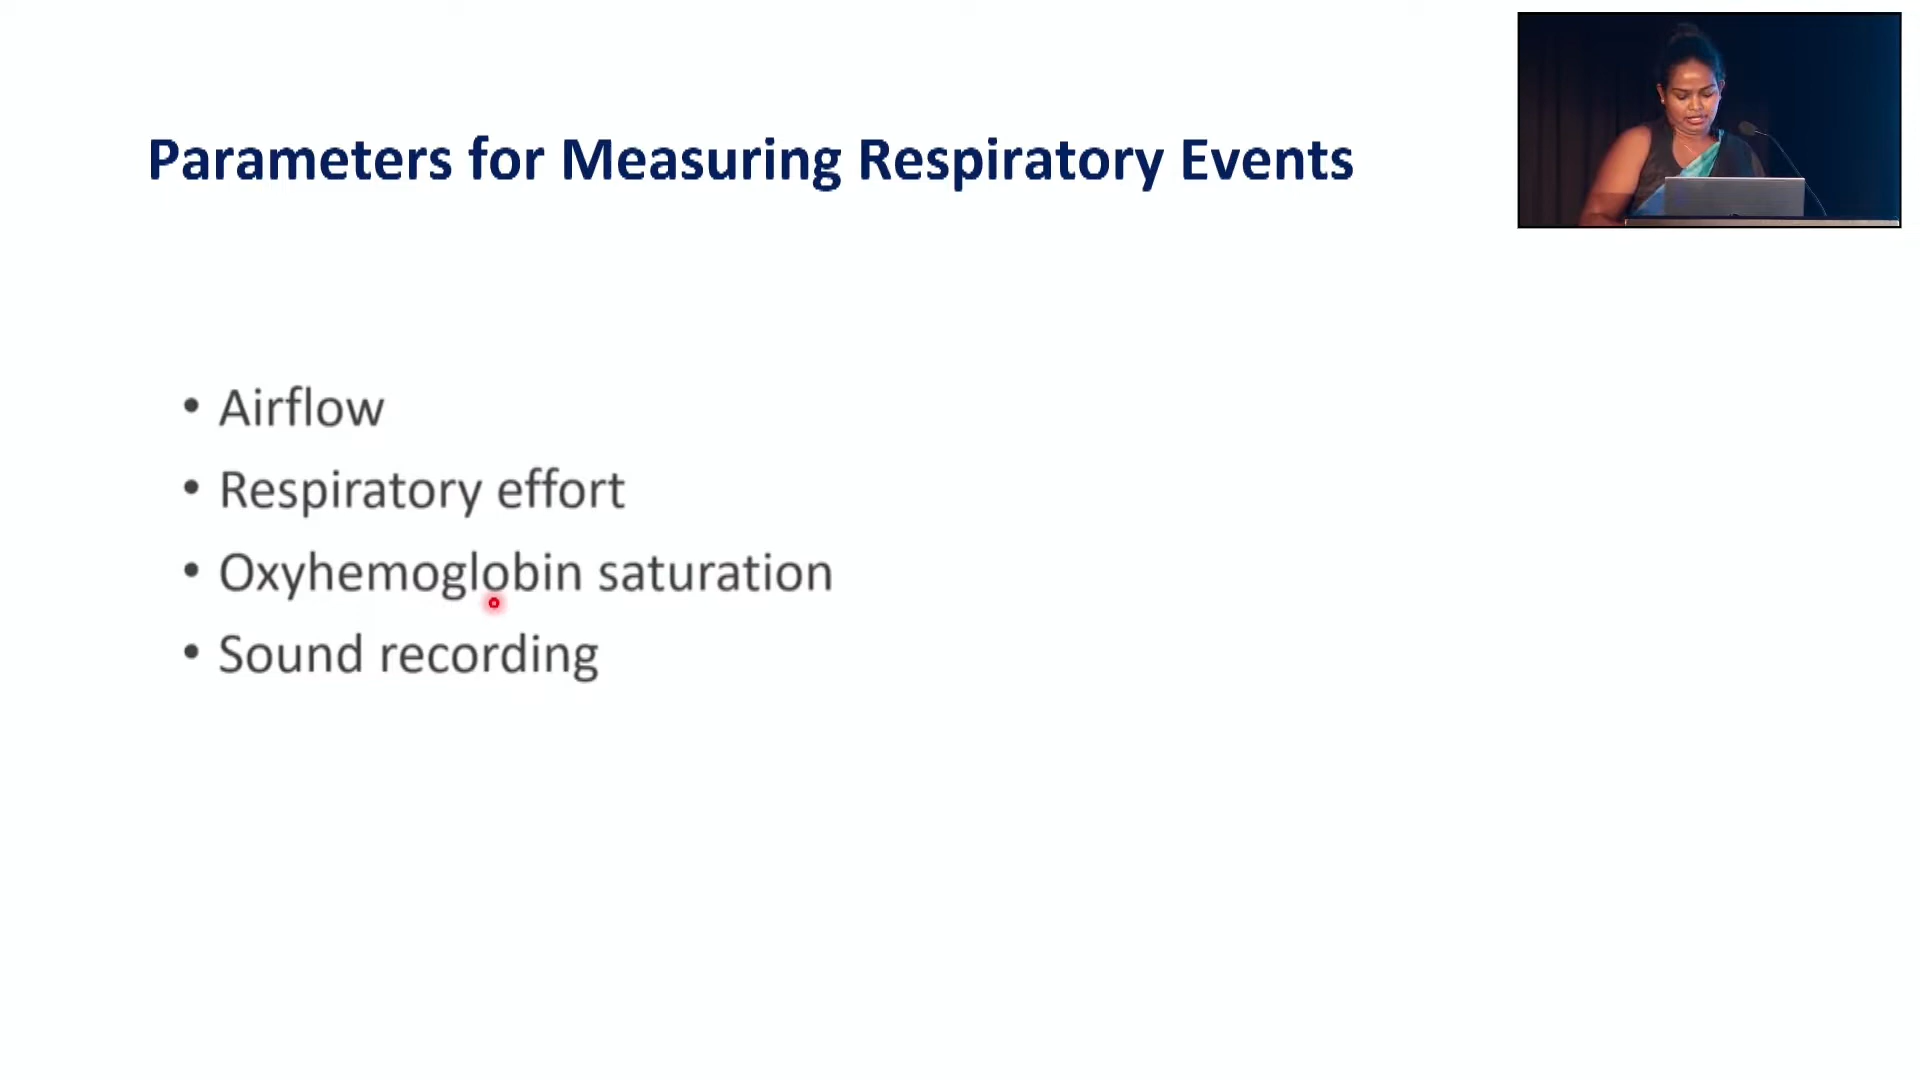 Parameters for Measuring Respiratory Events
• Airflow
• Respiratory effort
• Oxyhemoglobin saturation
• Sound recording